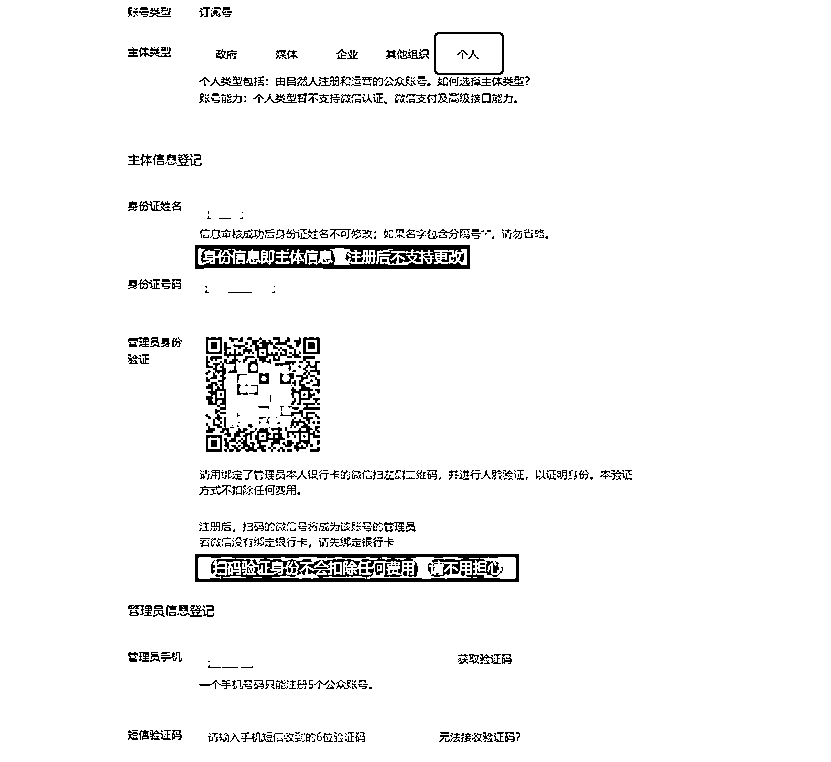 账号类型 订阅号
主体类型 政府 媒体 企业 其他组织 个人
个人类型包括：由自然人注册和运营的公众账号。如何选择主体类型？
账号能力：个人类型暂不支持微信认证、微信支付及高级接口能力。
主体信息登记
身份证姓名
信息审核成功后身份证姓名不可修改；如果名字包含分隔号“·”，请勿省略。
身份信息即主体信息 注册后不支持更改
身份证号码
管理员身份
验证
请用绑定了管理员本人银行卡的微信扫描二维码，并进行人脸验证，以证明身份。本验证
方式不扣除任何费用。
注册后，扫码的微信号将成为该账号的管理员
若微信没有绑定银行卡，请先绑定银行卡
扫码验证身份不会扣除任何费用 请不用担心
管理员信息登记
管理员手机 获取验证码
一个手机号码只能注册5个公众账号。
短信验证码 请输入手机短信收到的6位验证码 无法接收验证码？